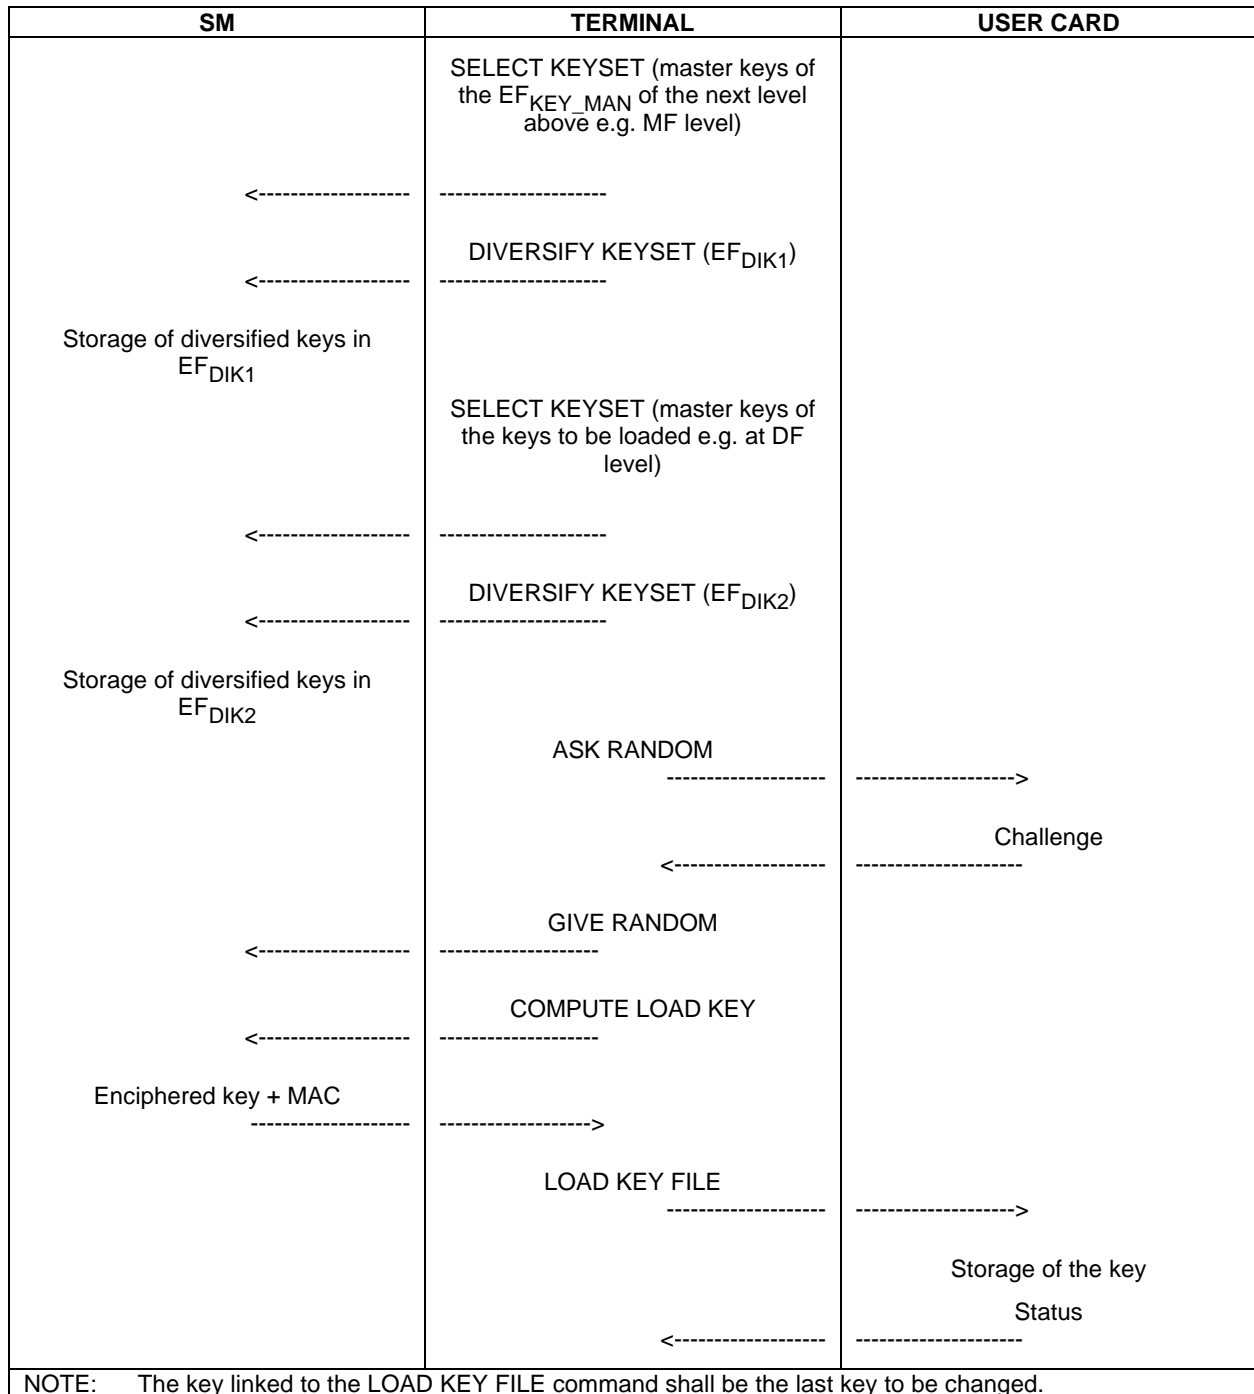 SM TERMINAL USER CARD
SELECT KEYSET (master keys of
the EFKEY_MAN of the next level
above e.g. MF level)
<------------------- ---------------------
DIVERSIFY KEYSET (EFDIK1)
<------------------- ---------------------
Storage of diversified keys in
EFDIK1
SELECT KEYSET (master keys of
the keys to be loaded e.g. at DF
level)
<------------------- ---------------------
DIVERSIFY KEYSET (EFDIK2)
<------------------- ---------------------
Storage of diversified keys in
EFDIK2
ASK RANDOM
-------------------- -------------------->
Challenge
<------------------- ---------------------
GIVE RANDOM
<------------------- --------------------
COMPUTE LOAD KEY
<------------------- --------------------
Enciphered key + MAC
-------------------- ------------------->
LOAD KEY FILE
-------------------- -------------------->
Storage of the key
Status
<------------------- ---------------------
NOTE: The key linked to the LOAD KEY FILE command shall be the last key to be changed.